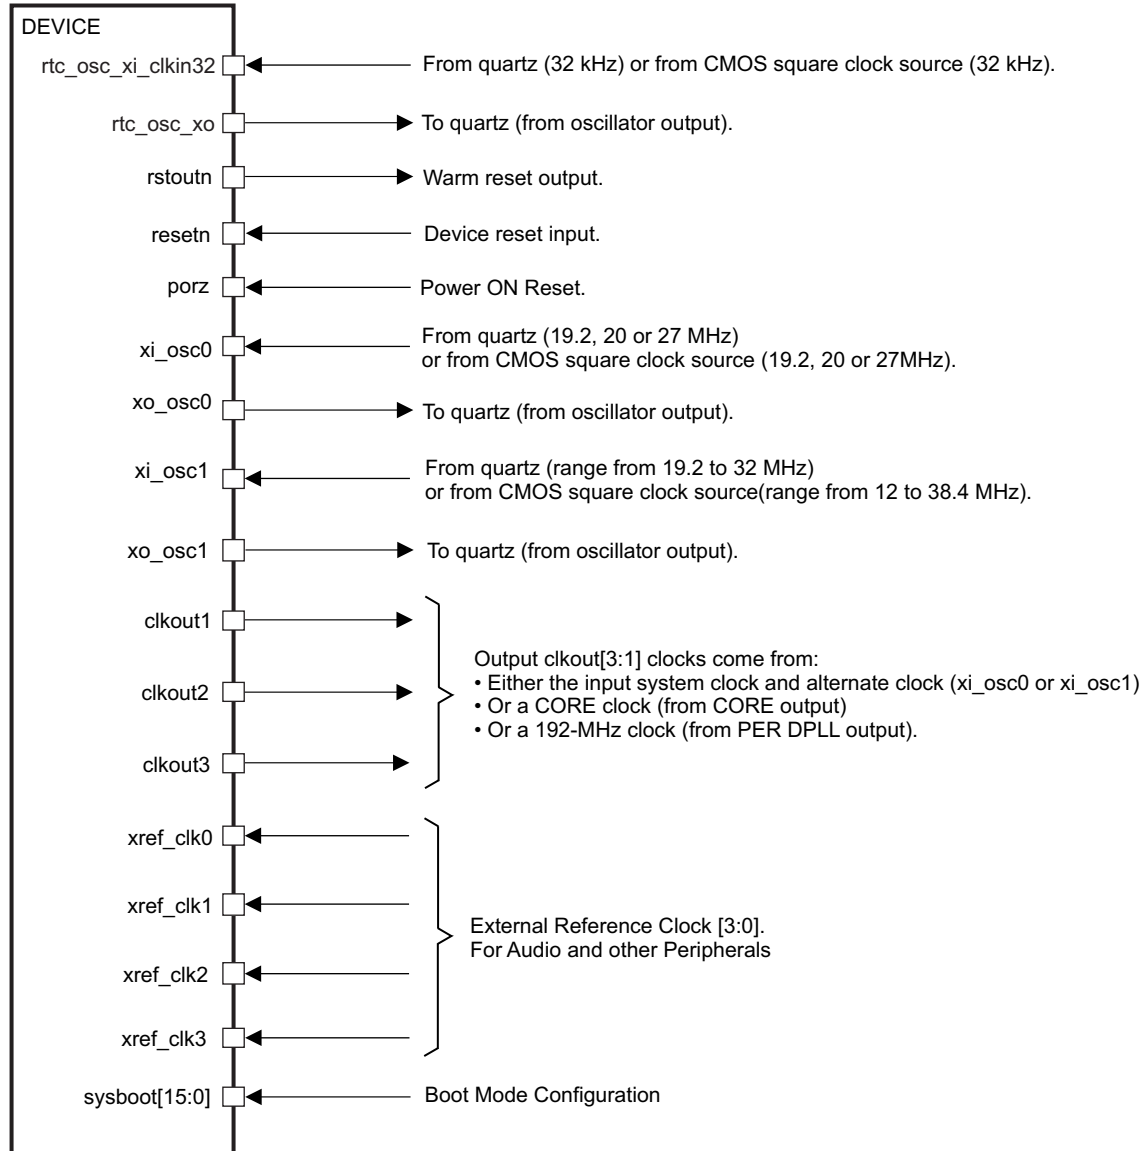 DEVICE
rtc_osc_xi_clkin32 From quartz (32 kHz) or from CMOS square clock source (32 kHz).
rtc_osc_xo To quartz (from oscillator output).
rstoutn Warm reset output.
resetn Device reset input.
porz Power ON Reset.
xi_osc0 From quartz (19.2, 20 or 27 MHz)
or from CMOS square clock source (19.2, 20 or 27MHz).
xo_osc0 To quartz (from oscillator output).
xi_osc1 From quartz (range from 19.2 to 32 MHz)
or from CMOS square clock source(range from 12 to 38.4 MHz).
xo_osc1 To quartz (from oscillator output).
clkout1
clkout2
clkout3
Output clkout[3:1] clocks come from:
• Either the input system clock and alternate clock (xi_osc0 or xi_osc1)
• Or a CORE clock (from CORE output)
• Or a 192-MHz clock (from PER DPLL output).
xref_clk0
xref_clk1
xref_clk2
xref_clk3
External Reference Clock [3:0].
For Audio and other Peripherals
sysboot[15:0] Boot Mode Configuration